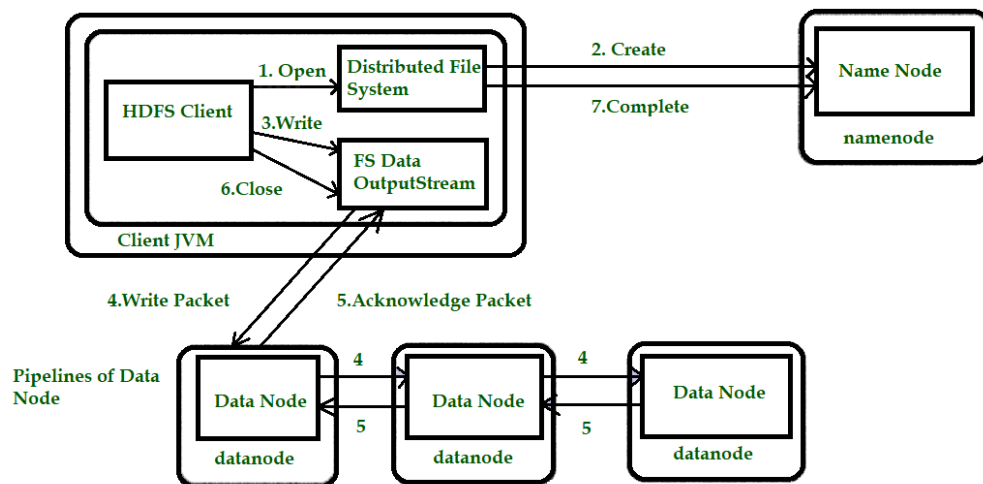 2. Create
1. Open
Distributed File
System
Name Node
HDFS Client
7.Complete
3.Write
namenode
FS Data
OutputStream
6.Close
Client JVM
4.Write Packet
5.Acknowledge Packet
4
4
Pipelines of Data
Node
Data Node
Data Node
Data Node
5
5
datanode
datanode
datanode